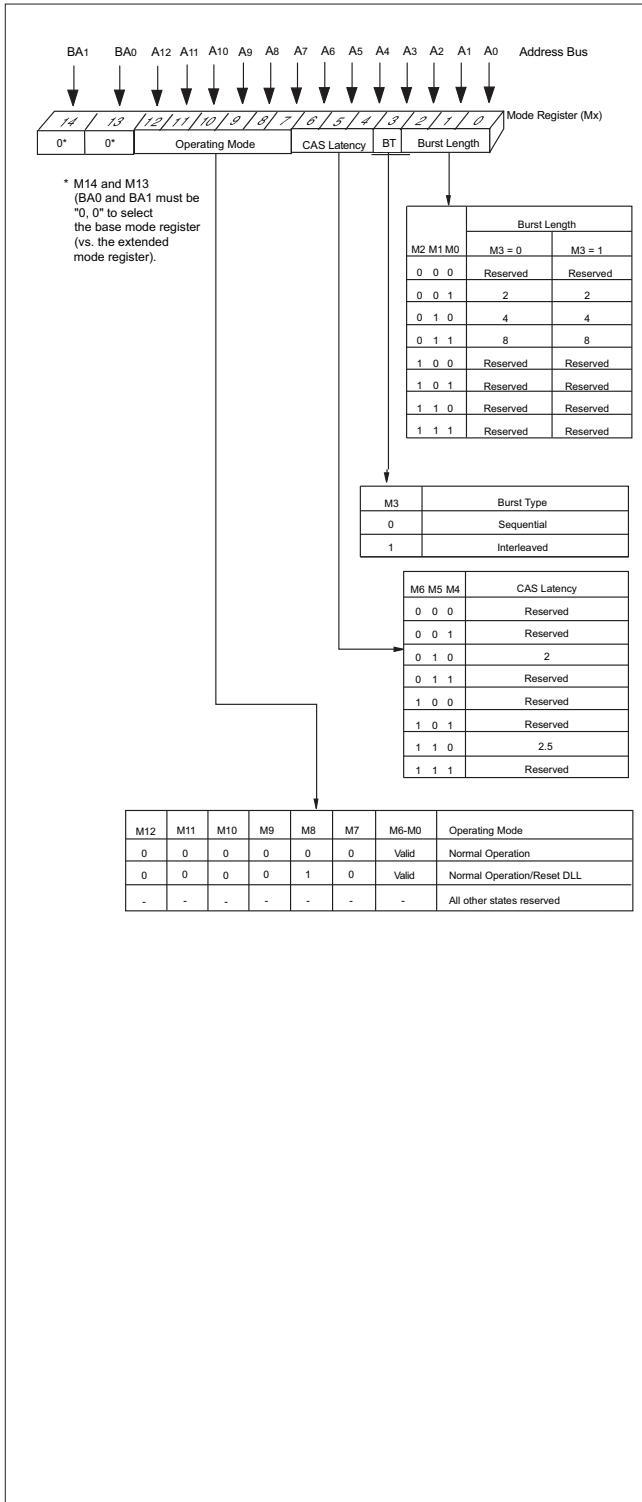 BA1 BA0 A12 A11 A10 A9 A8 A7 A6 A5 A4 A3 A2 A1 A0 Address Bus
14 13 12 11 10 9 8 7 6 5 4 3 2 1 0 Mode Register (Mx)
0* 0* Operating Mode CAS Latency BT Burst Length
* M14 and M13
(BA0 and BA1 must be
"0, 0" to select
the base mode register
(vs. the extended
mode register).
Burst Length
M2 M1 M0 M3 = 0 M3 = 1
0 0 0 Reserved Reserved
0 0 1 2 2
0 1 0 4 4
0 1 1 8 8
1 0 0 Reserved Reserved
1 0 1 Reserved Reserved
1 1 0 Reserved Reserved
1 1 1 Reserved Reserved
M3 Burst Type
0 Sequential
1 Interleaved
M6 M5 M4 CAS Latency
0 0 0 Reserved
0 0 1 Reserved
0 1 0 2
0 1 1 Reserved
1 0 0 Reserved
1 0 1 Reserved
1 1 0 2.5
1 1 1 Reserved
M12 M11 M10 M9 M8 M7 M6-M0 Operating Mode
0 0 0 0 0 0 Valid Normal Operation
0 0 0 0 1 0 Valid Normal Operation/Reset DLL
- - - - - - - All other states reserved